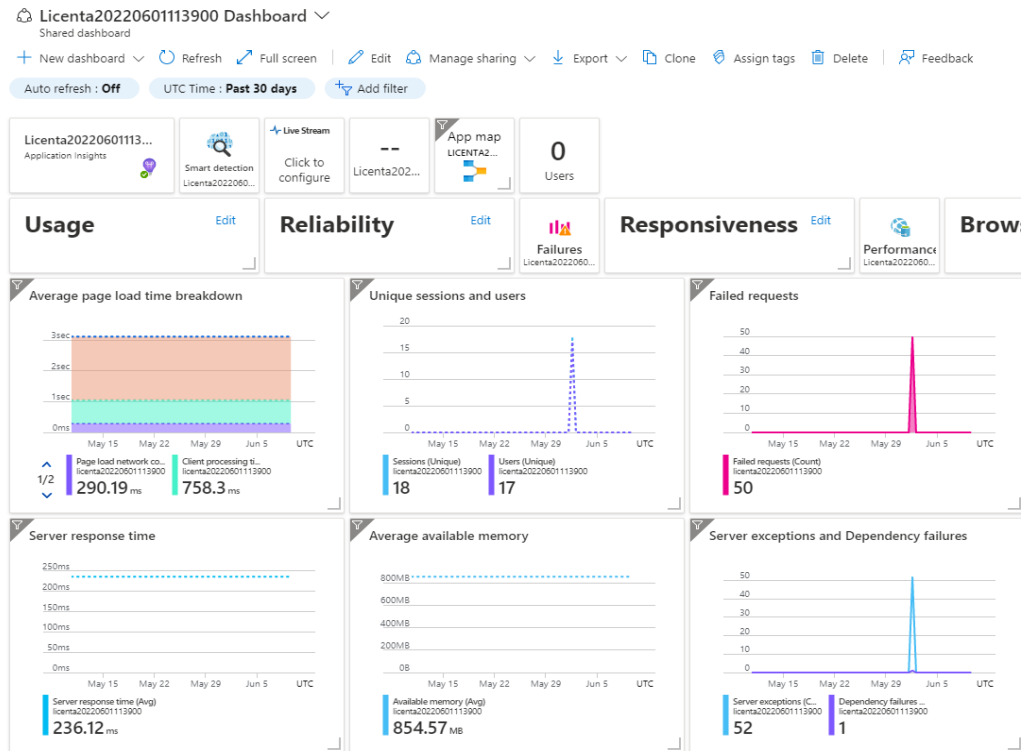 Licenta20220601113900 Dashboard
Shared dashboard
New dashboard Refresh Full screen Edit Manage sharing Export Clone Assign tags Delete Feedback
Auto refresh : Off UTC Time : Past 30 days Add filter
Licenta20220601113...
Application Insights
Smart detection
Licenta2022060...
Live Stream
Click to
configure
--
Licenta202...
App map
LICENTA2...
0
Users
Usage Edit
Reliability Edit
Failures
Licenta2022060...
Responsiveness Edit
Performance
Licenta2022060...
Brows
Average page load time breakdown
3sec
2sec
1sec
0ms
May 15 May 22 May 29 Jun 5 UTC
1/2
Page load network co...
licenta20220601113900
290.19 ms
Client processing ti...
licenta20220601113900
758.3 ms
Unique sessions and users
20
15
10
5
0
May 15 May 22 May 29 Jun 5 UTC
Sessions (Unique)
licenta20220601113900
18
Users (Unique)
licenta20220601113900
17
Failed requests
50
40
30
20
10
0
May 15 May 22 May 29 Jun 5 UTC
Failed requests (Count)
licenta20220601113900
50
Server response time
250ms
200ms
150ms
100ms
50ms
0ms
May 15 May 22 May 29 Jun 5 UTC
Server response time (Avg)
licenta20220601113900
236.12 ms
Average available memory
800MB
600MB
400MB
200MB
0B
May 15 May 22 May 29 Jun 5 UTC
Available memory (Avg)
licenta20220601113900
854.57 MB
Server exceptions and Dependency failures
50
40
30
20
10
0
May 15 May 22 May 29 Jun 5 UTC
Server exceptions (C...
licenta20220601113900
52
Dependency failures ...
licenta20220601113900
1